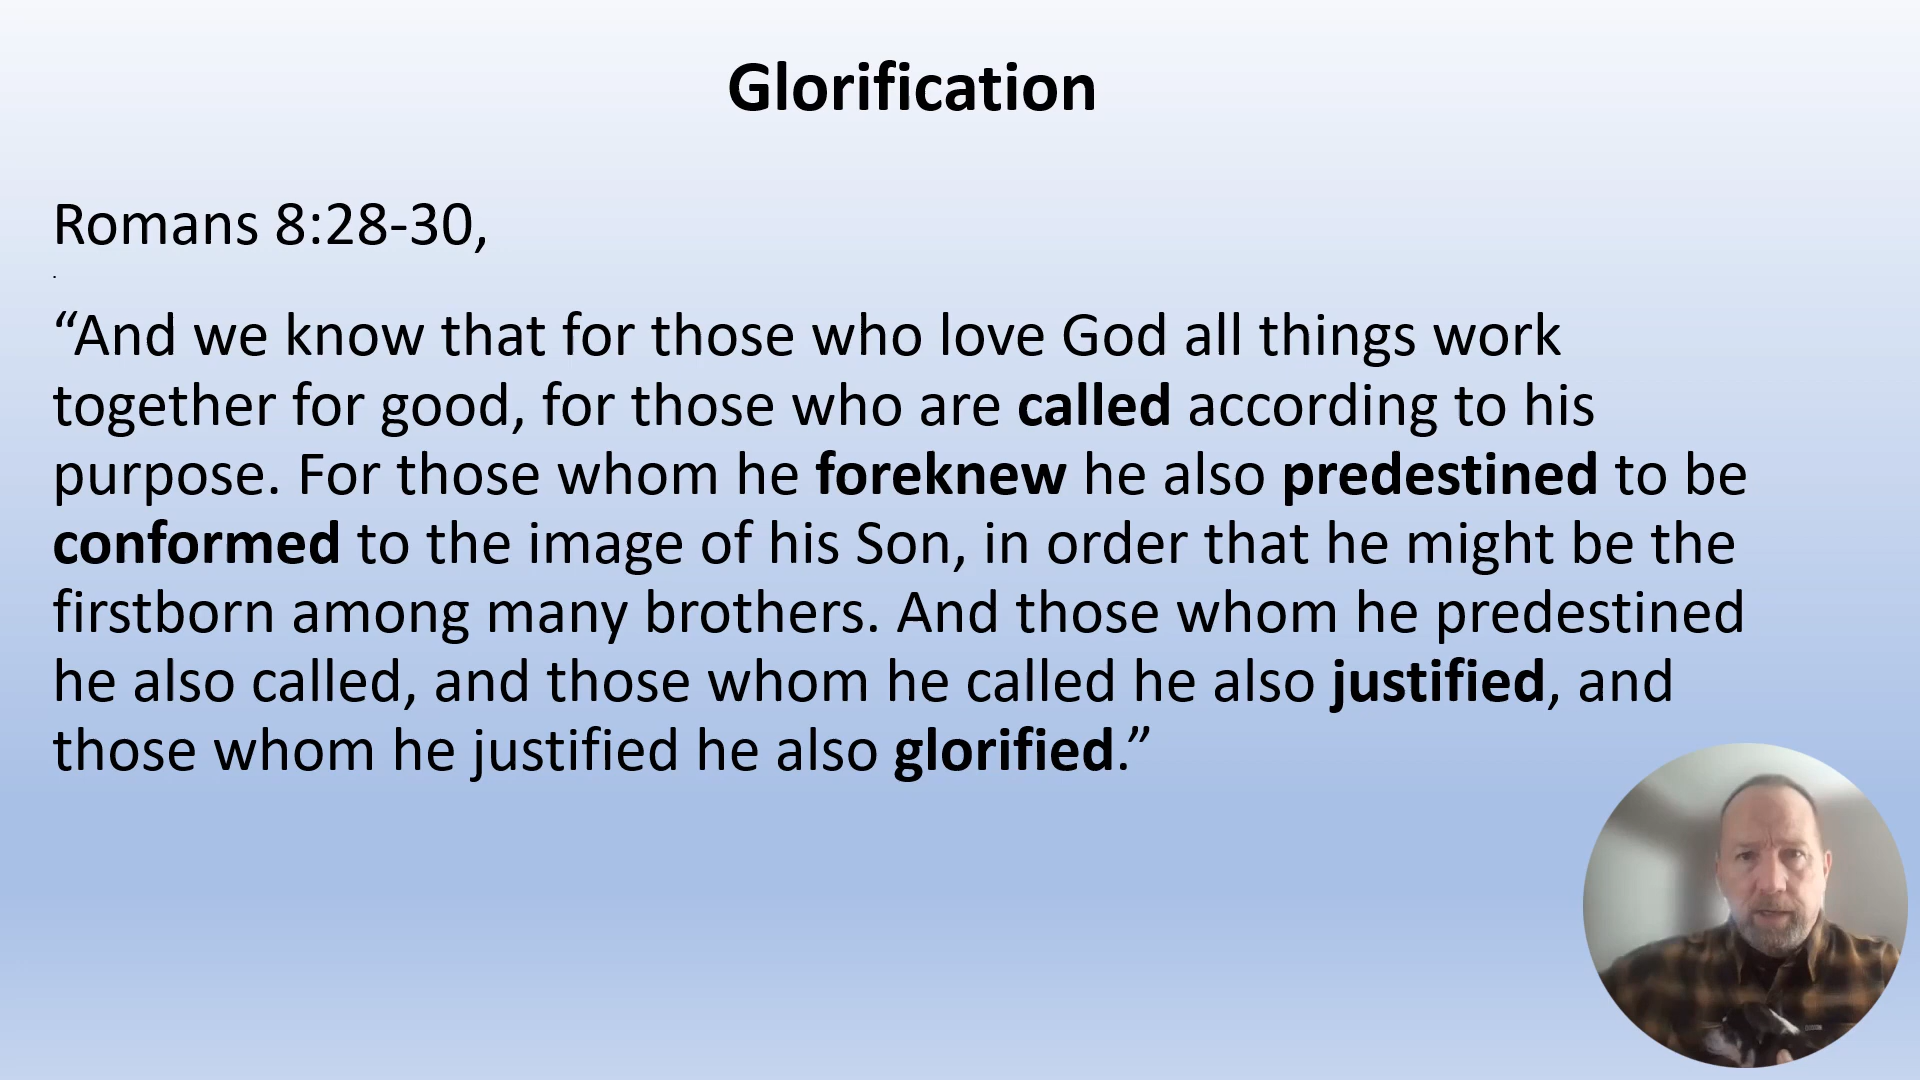 Glorification
Romans 8:28-30,
.
“And we know that for those who love God all things work
together for good, for those who are called according to his
purpose. For those whom he foreknew he also predestined to be
conformed to the image of his Son, in order that he might be the
firstborn among many brothers. And those whom he predestined
he also called, and those whom he called he also justified, and
those whom he justified he also glorified.”